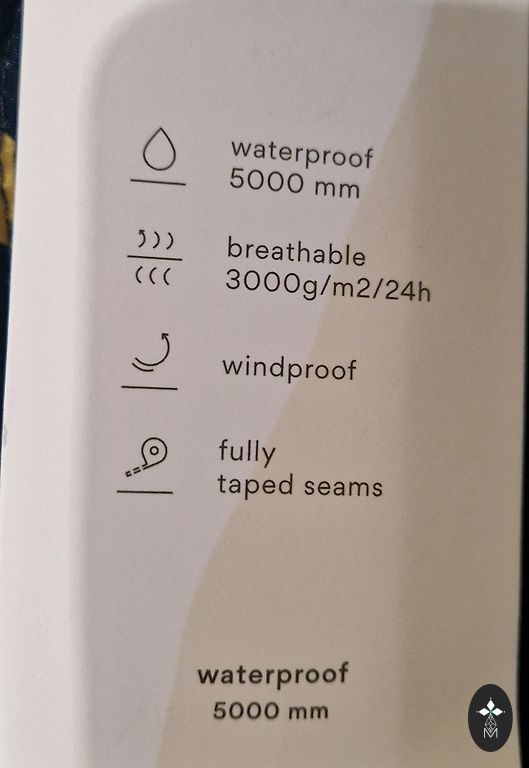 waterproof
5000 mm
breathable
3000g/m2/24h
windproof
fully
taped seams
waterproof
5000 mm